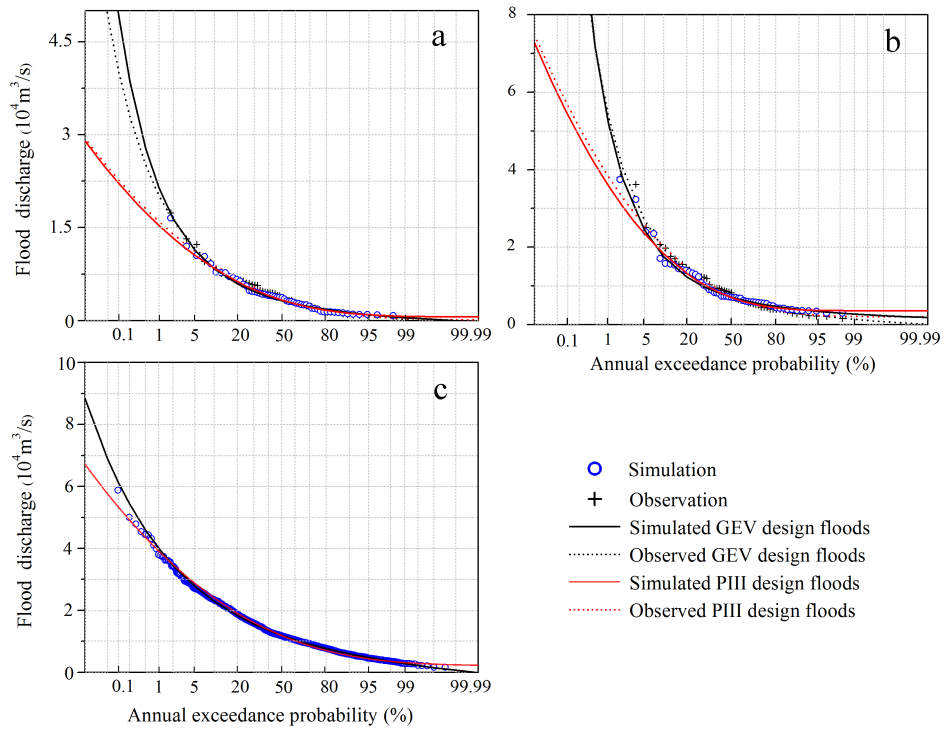 a
4.5
3
1.5
0
Flood discharge (10⁴m³/s)
0.1 1 5 20 50 80 95 99 99.99
b
8
6
4
2
0
0.1 1 5 20 50 80 95 99 99.99
Annual exceedance probability (%)
c
10
8
6
4
2
0
Flood discharge (10⁴m³/s)
0.1 1 5 20 50 80 95 99 99.99
Annual exceedance probability (%)
Simulation
Observation
Simulated GEV design floods
Observed GEV design floods
Simulated PIII design floods
Observed PIII design floods